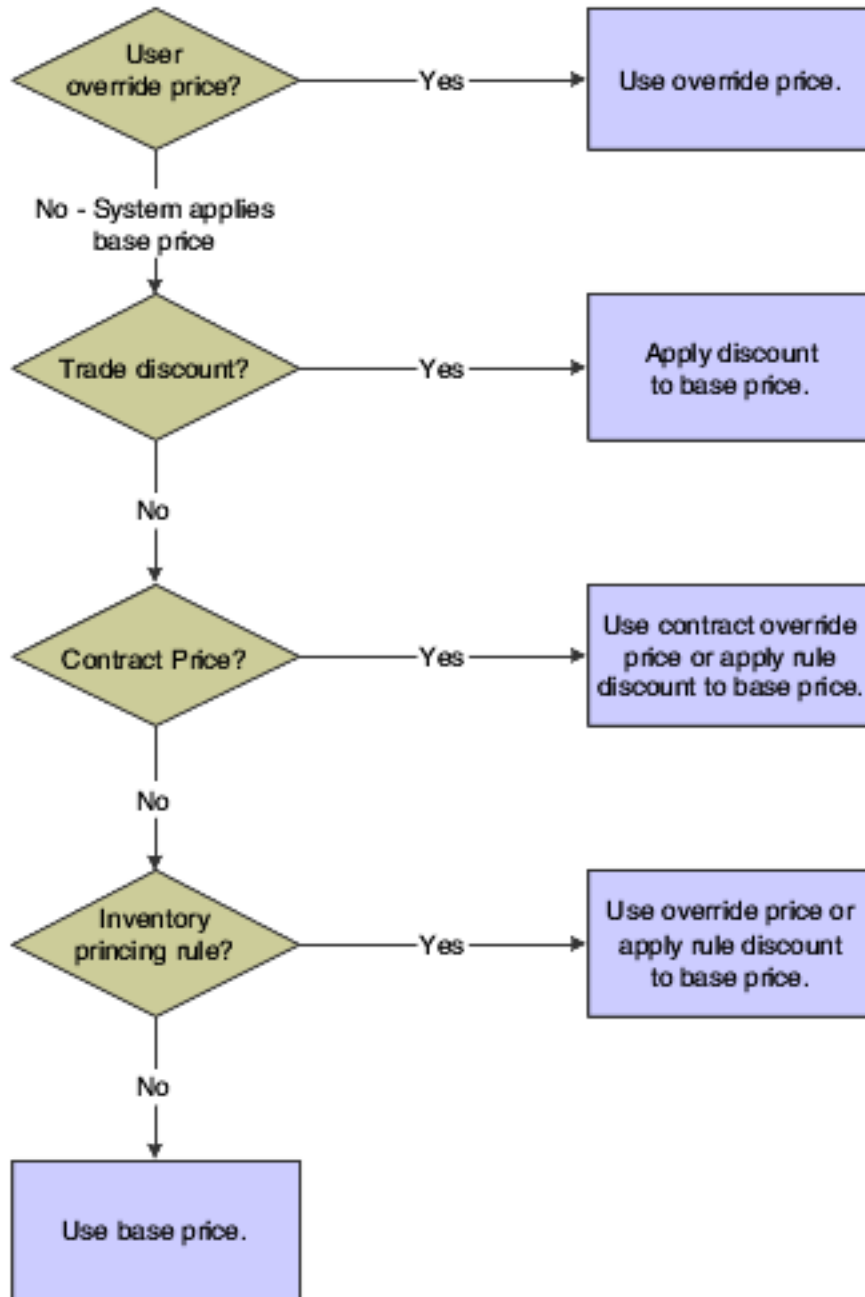 User
override price?
Yes
Use override price.
No - System applies
base price
Trade discount?
Yes
Apply discount
to base price.
No
Contract Price?
Yes
Use contract override
price or apply rule
discount to base price.
No
Inventory
princing rule?
Yes
Use override price or
apply rule discount
to base price.
No
Use base price.